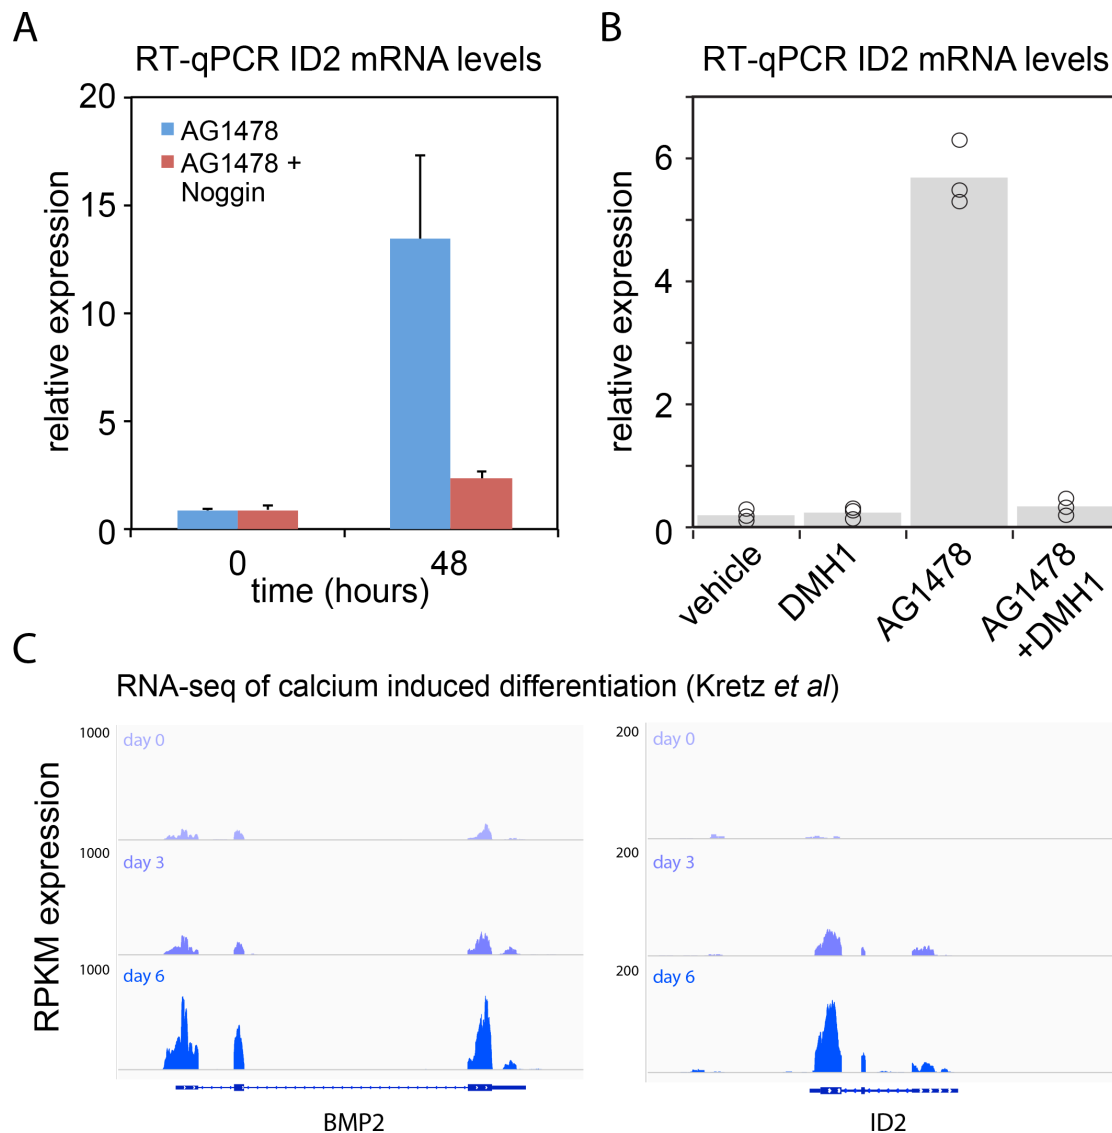 A
RT-qPCR ID2 mRNA levels
relative expression
20
15
10
5
0
AG1478
AG1478 +
Noggin
0
48
time (hours)
B
RT-qPCR ID2 mRNA levels
relative expression
6
4
2
0
vehicle
DMH1
AG1478
AG1478
+DMH1
C
RNA-seq of calcium induced differentiation (Kretz et al)
RPKM expression
1000
day 0
1000
day 3
1000
day 6
BMP2
200
day 0
200
day 3
200
day 6
ID2